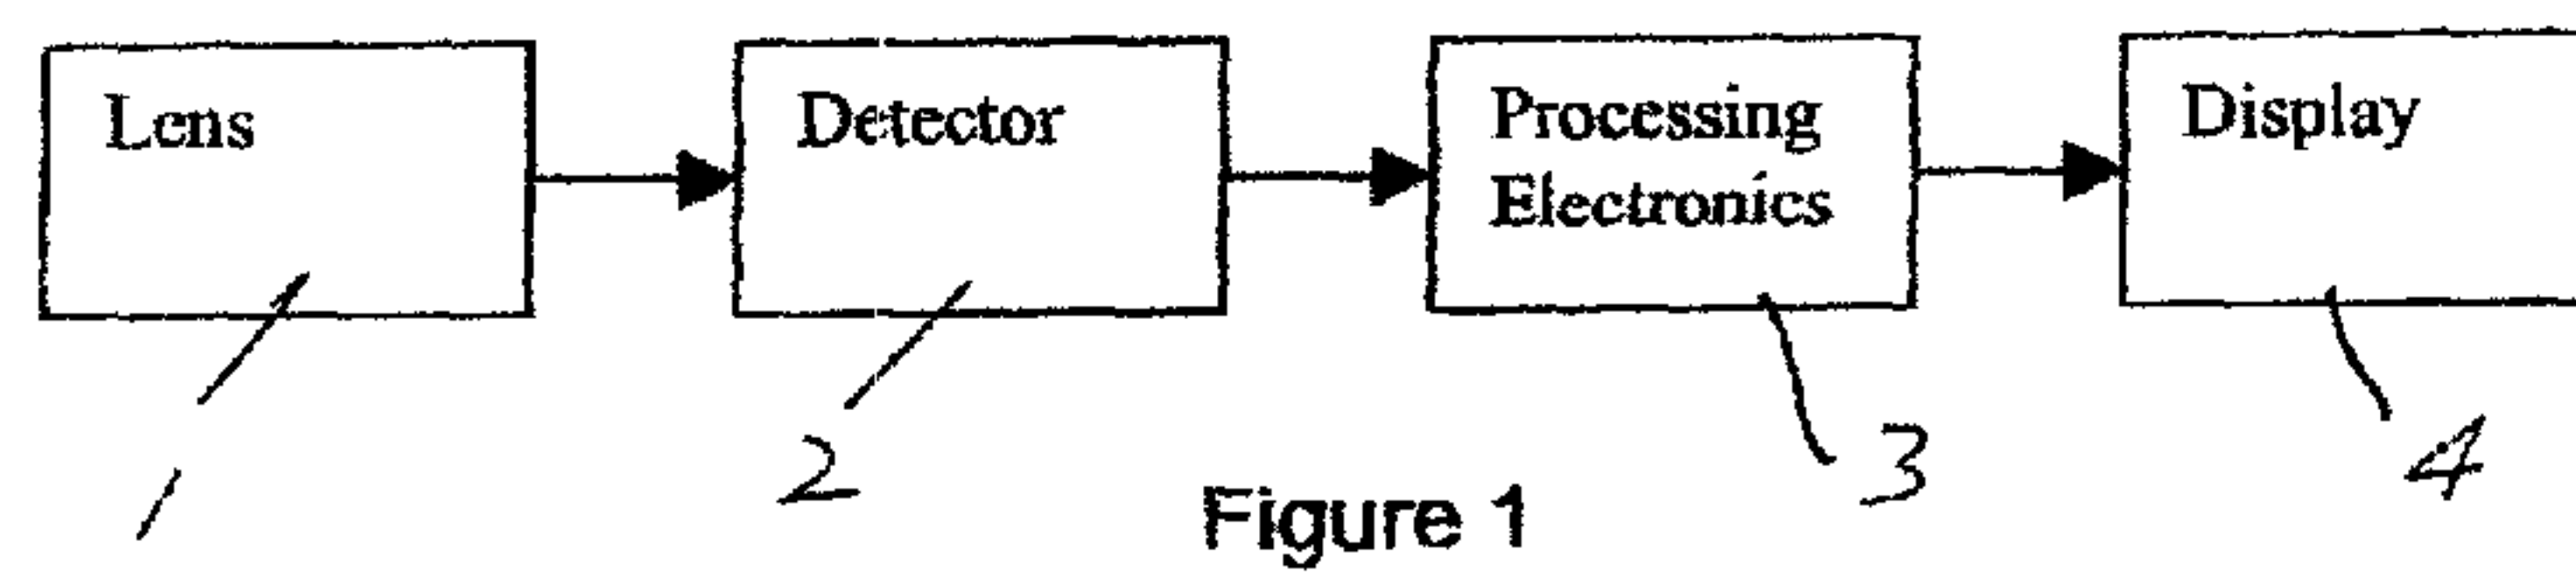 Lens
Detector
Processing
Electronics
Display
1
2
3
4
Figure 1